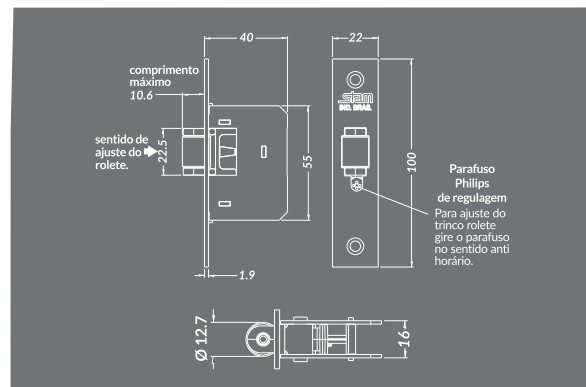 40
22
comprimento
máximo
10.6
stam
IND. BRAS.
sentido de
ajuste do
rolete.
22.5
55
100
Parafuso
Philips
de regulagem
Para ajuste do
trinco rolete
gire o parafuso
no sentido anti
horário.
1.9
Ø 12.7
16